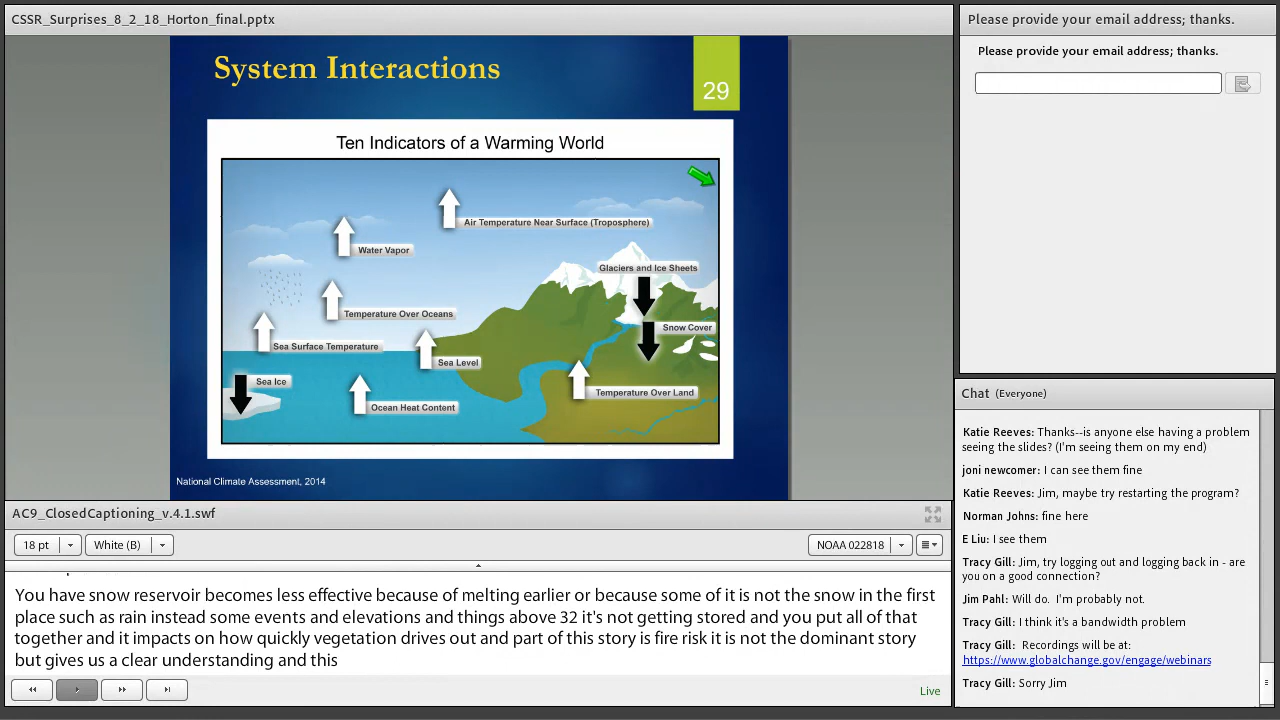 CSSR_Surprises_8_2_18_Horton_final.pptx
System Interactions
29
Ten Indicators of a Warming World
Air Temperature Near Surface (Troposphere)
Water Vapor
Glaciers and Ice Sheets
Temperature Over Oceans
Snow Cover
Sea Surface Temperature
Sea Level
Sea Ice
Temperature Over Land
Ocean Heat Content
National Climate Assessment, 2014
AC9_ClosedCaptioning_v.4.1.swf
18 pt
White (B)
NOAA 022818
You have snow reservoir becomes less effective because of melting earlier or because some of it is not the snow in the first
place such as rain instead some events and elevations and things above 32 it's not getting stored and you put all of that
together and it impacts on how quickly vegetation drives out and part of this story is fire risk it is not the dominant story
but gives us a clear understanding and this
Live
Please provide your email address; thanks.
Please provide your email address; thanks.
Chat (Everyone)
Katie Reeves: Thanks--is anyone else having a problem
seeing the slides? (I'm seeing them on my end)
joni newcomer: I can see them fine
Katie Reeves: Jim, maybe try restarting the program?
Norman Johns: fine here
E Liu: I see them
Tracy Gill: Jim, try logging out and logging back in - are
you on a good connection?
Jim Pahl: Will do. I'm probably not.
Tracy Gill: I think it's a bandwidth problem
Tracy Gill: Recordings will be at:
https://www.globalchange.gov/engage/webinars
Tracy Gill: Sorry Jim